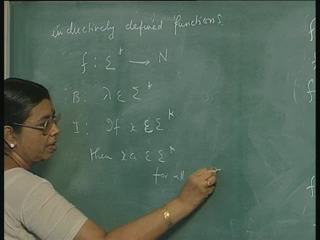 inductively defined functions
f : Σ* → N
B: λ ε Σ*
I: If x ε Σ*
then xa ε Σ*
for all
(f